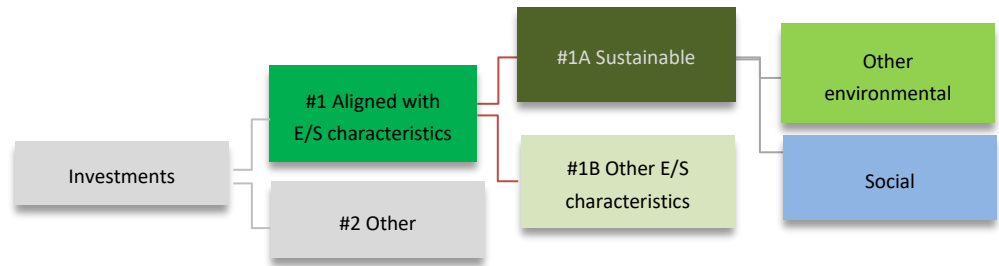 Investments
#1 Aligned with
E/S characteristics
#2 Other
#1A Sustainable
#1B Other E/S
characteristics
Other
environmental
Social